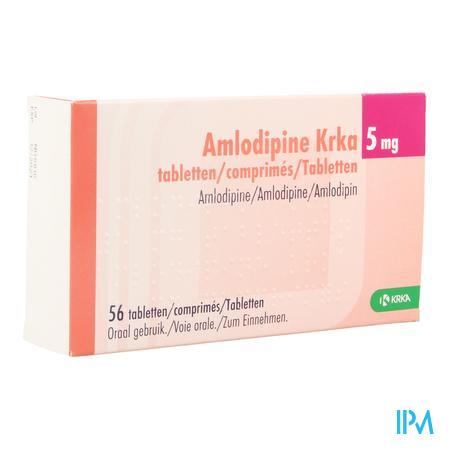 Amlodipine Krka 5 mg
tabletten/comprimés/Tabletten
Amlodipine/Amlodipine/Amlodipin
56 tabletten/comprimés/Tabletten
Oraal gebruik./Voie orale./Zum Einnehmen.
KRKA
IPM